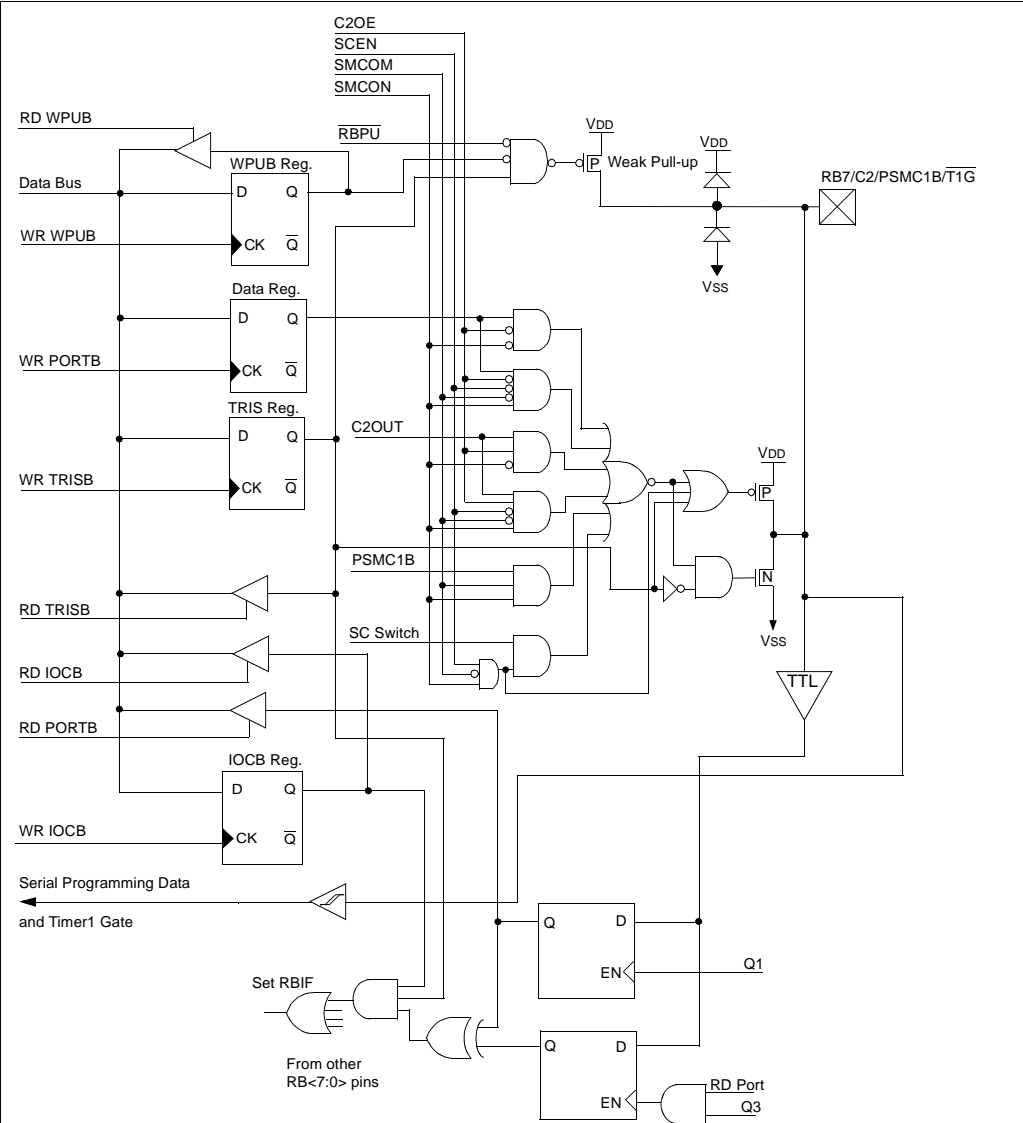 C2OE
SCEN
SMCOM
SMCON
RD WPUB
RBPU
VDD
Weak Pull-up
P
VDD
RB7/C2/PSMC1B/T1G
WPUB Reg.
Data Bus
D Q
WR WPUB
CK Q
VSS
Data Reg.
D Q
WR PORTB
CK Q
TRIS Reg.
D Q
C2OUT
WR TRISB
CK Q
VDD
P
N
VSS
PSMC1B
RD TRISB
SC Switch
RD IOCB
TTL
RD PORTB
IOCB Reg.
D Q
WR IOCB
CK Q
Serial Programming Data
and Timer1 Gate
Q D
EN
Q1
Set RBIF
Q D
From other
RB<7:0> pins
EN
RD Port
Q3